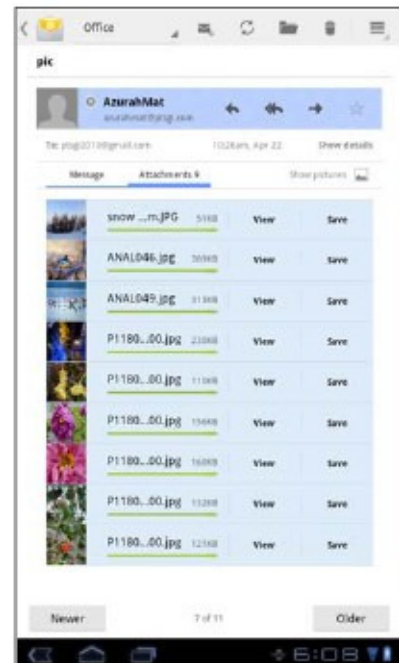 Office
pic
AzurahMat
10:26am, Apr 22 Show details
Message Attachments 9 Show pictures
snow ...m.JPG 51KB View Save
ANAL046.jpg View Save
ANAL049.jpg View Save
P1180...00.jpg View Save
P1180...00.jpg View Save
P1180...00.jpg View Save
P1180...00.jpg View Save
P1180...00.jpg View Save
P1180...00.jpg View Save
Newer 7 of 11 Older
6:08